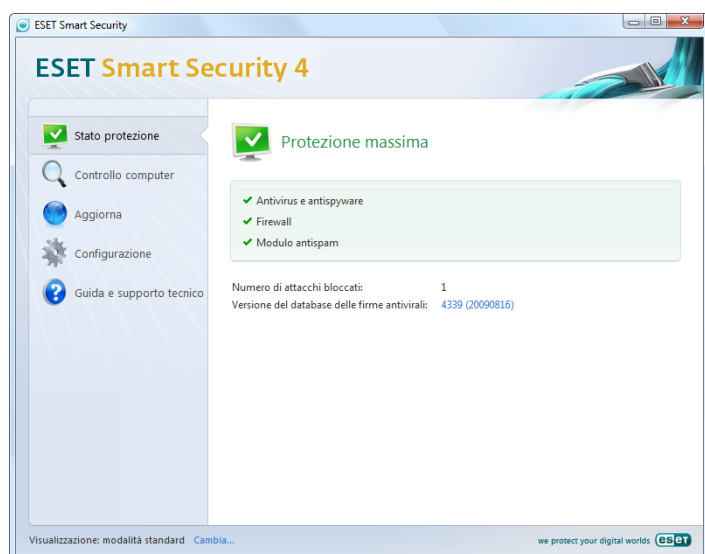 ESET Smart Security
ESET Smart Security 4
Stato protezione
Controllo computer
Aggiorna
Configurazione
Guida e supporto tecnico
Protezione massima
Antivirus e antispyware
Firewall
Modulo antispam
Numero di attacchi bloccati: 1
Versione del database delle firme antivirali: 4339 (20090816)
Visualizzazione: modalità standard Cambia...
we protect your digital worlds eset